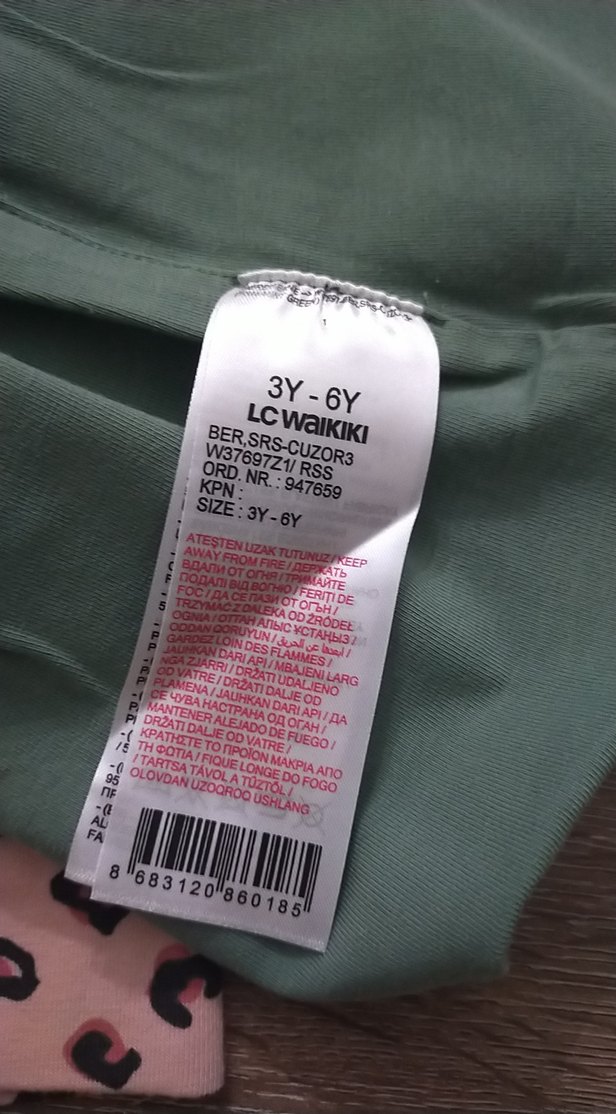 3Y - 6Y
LC WAIKIKI
BER,SRS-CUZOR3
W37697Z1/ RSS
ORD. NR. : 947659
KPN :
SIZE : 3Y - 6Y
ATEŞTEN UZAK TUTUNUZ / KEEP
AWAY FROM FIRE / ДЕРЖАТЬ
ВДАЛИ ОТ ОГНЯ / ТРИМАЙТЕ
ПОДАЛІ ВІД ВОГНЮ / FERITI DE
FOC / ДА СЕ ПАЗИ ОТ ОГЪН /
TRZYMAĆ Z DALEKA OD ŹRÓDEŁ
OGNIA / ОТТАН АЛЫС ҰСТАҢЫЗ /
ODDAN QORUYUN / ابعدها عن الحريق /
GARDEZ LOIN DES FLAMMES /
JAUHKAN DARI API / MBAJENI LARG
NGA ZJARRI / DRŽATI UDALJENO
OD VATRE / DRŽATI DALJE OD
PLAMENA / JAUHKAN DARI API / ДА
СЕ ЧУВА НАСТРАНА ОД ОГАН /
MANTENER ALEJADO DE FUEGO /
DRŽATI DALJE OD VATRE /
ΚΡΑΤΗΣΤΕ ΤΟ ΠΡΟΪΟΝ ΜΑΚΡΙΑ ΑΠΟ
ΤΗ ΦΩΤΙΑ / FIQUE LONGE DO FOGO
/ TARTSA TÁVOL A TŰZTŐL /
OLOVDAN UZOQROQ USHLANG
8 683120 860185